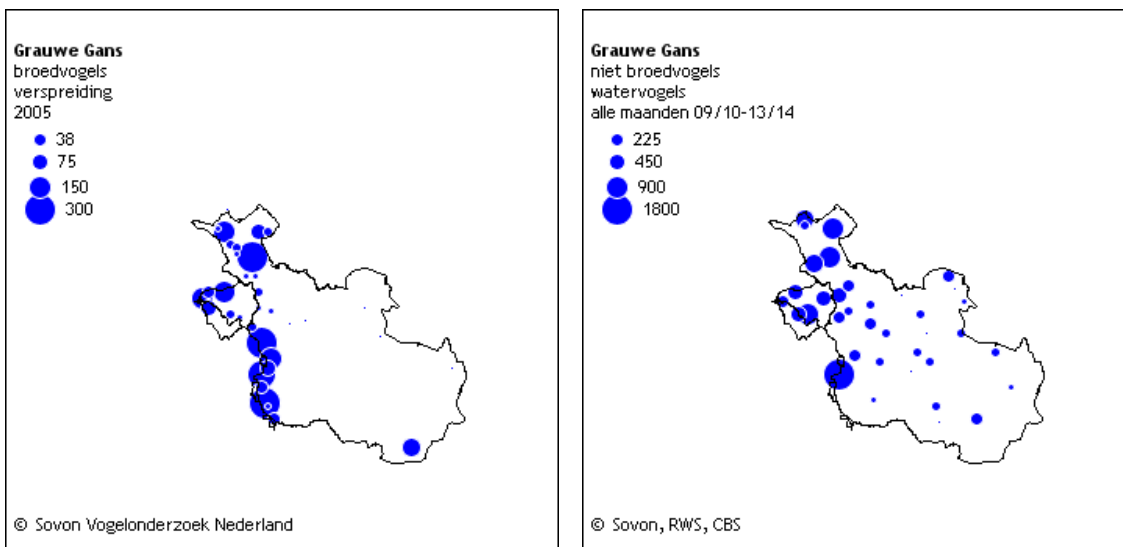 Grauwe Gans
broedvogels
verspreiding
2005
38
75
150
300
© Sovon Vogelonderzoek Nederland
Grauwe Gans
niet broedvogels
watervogels
alle maanden 09/10-13/14
225
450
900
1800
© Sovon, RWS, CBS